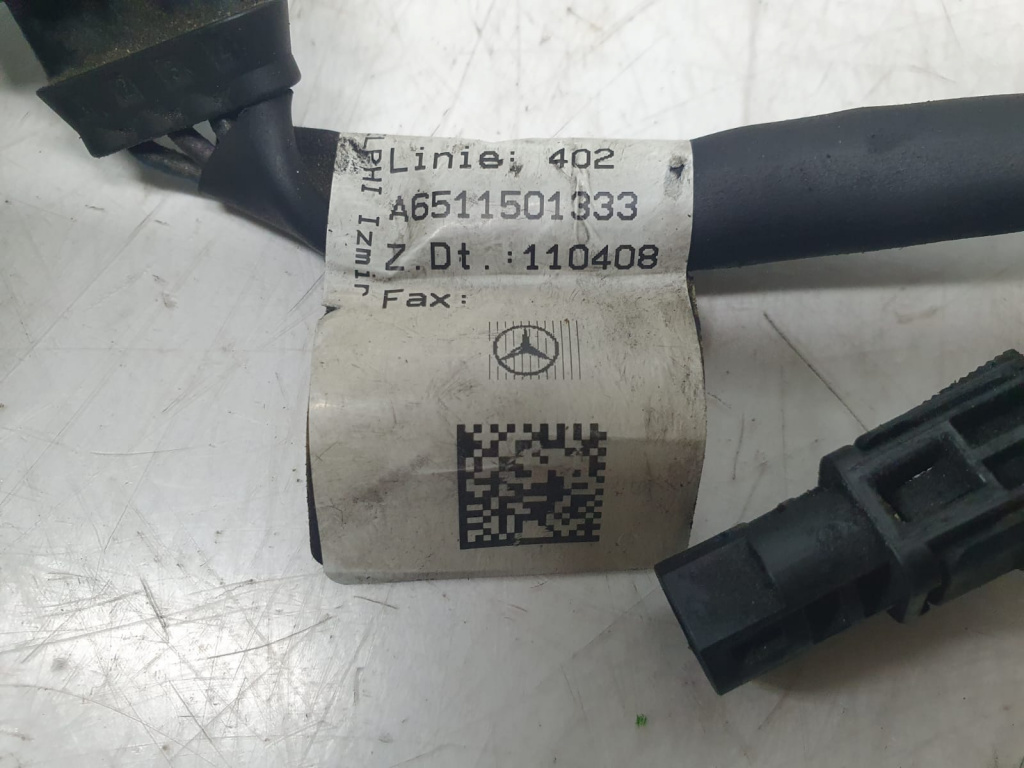 Linie: 402
A6511501333
Z.Dt.:110408
Fax:
LPHI Izmir